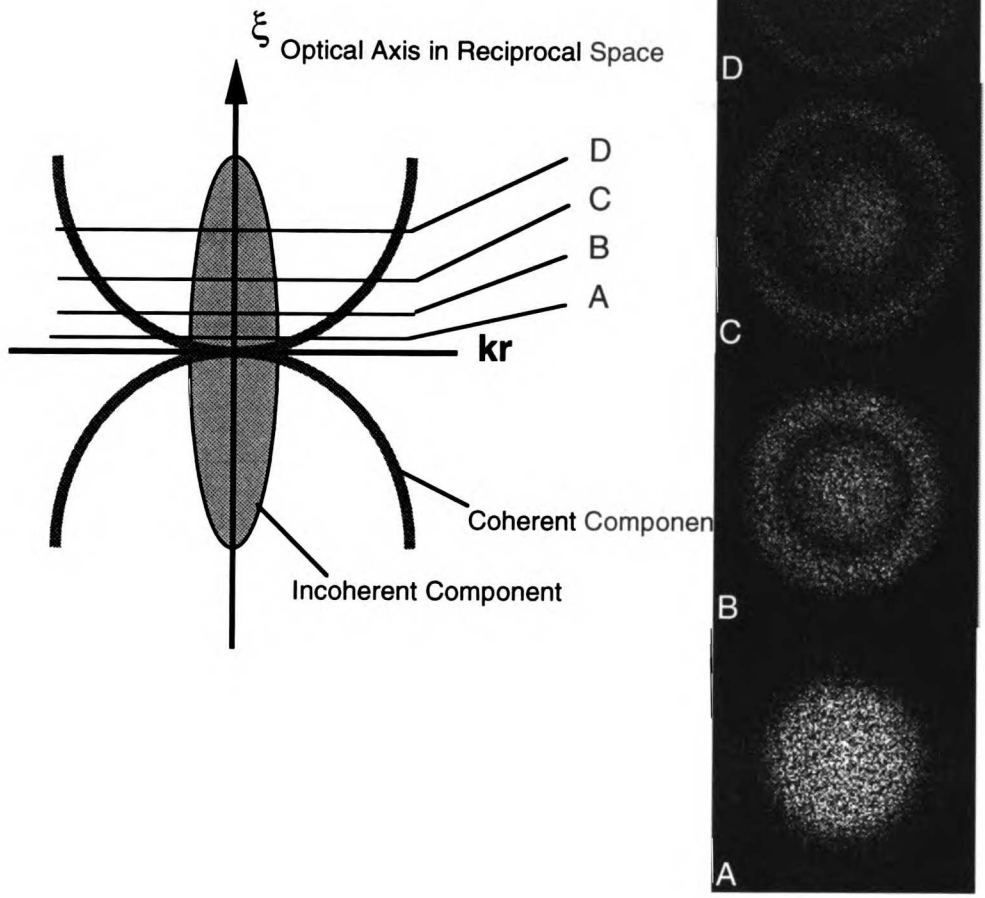 ξ
Optical Axis in Reciprocal Space
D
C
B
A
kr
Coherent Componen
Incoherent Component
D
C
B
A